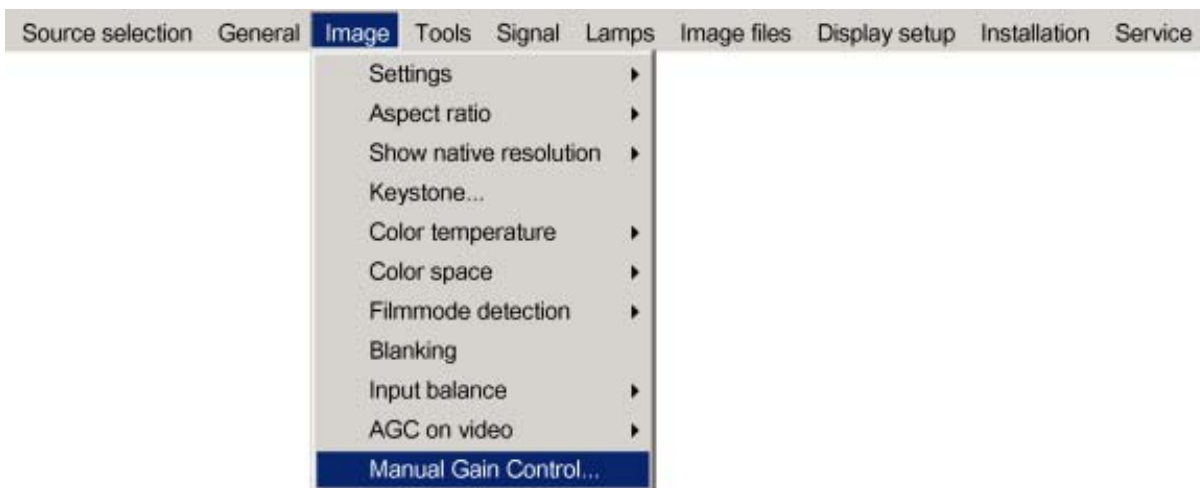 Source selection General Image Tools Signal Lamps Image files Display setup Installation Service
Settings
Aspect ratio
Show native resolution
Keystone...
Color temperature
Color space
Filmmode detection
Blanking
Input balance
AGC on video
Manual Gain Control...